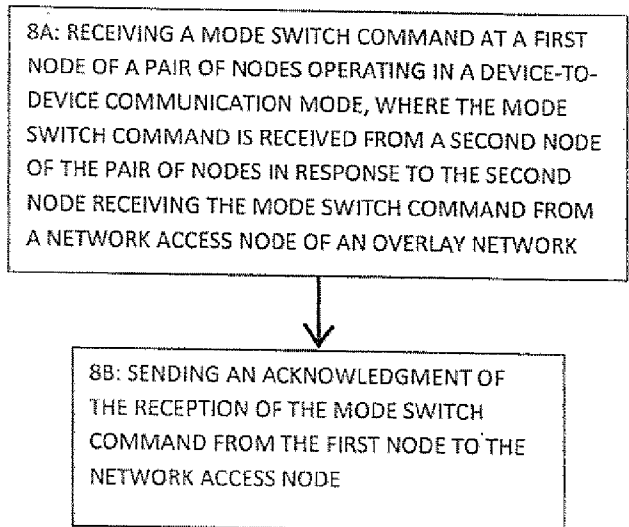 8A: RECEIVING A MODE SWITCH COMMAND AT A FIRST
NODE OF A PAIR OF NODES OPERATING IN A DEVICE-TO-
DEVICE COMMUNICATION MODE, WHERE THE MODE
SWITCH COMMAND IS RECEIVED FROM A SECOND NODE
OF THE PAIR OF NODES IN RESPONSE TO THE SECOND
NODE RECEIVING THE MODE SWITCH COMMAND FROM
A NETWORK ACCESS NODE OF AN OVERLAY NETWORK
8B: SENDING AN ACKNOWLEDGMENT OF
THE RECEPTION OF THE MODE SWITCH
COMMAND FROM THE FIRST NODE TO THE
NETWORK ACCESS NODE